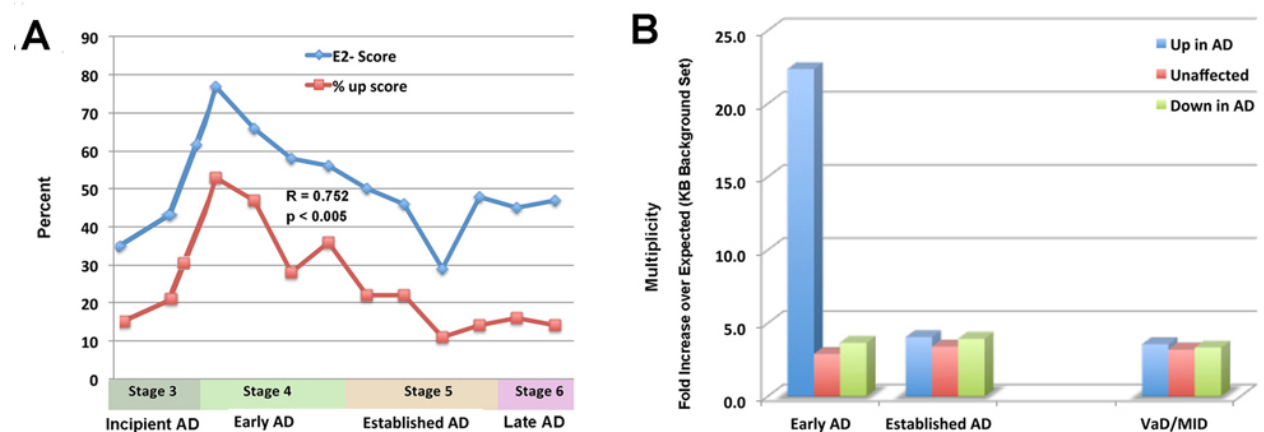 A
90
80
70
60
50
40
30
20
10
0
Percent
E2- Score
% up score
R = 0.752
p < 0.005
Stage 3 Stage 4 Stage 5 Stage 6
Incipient AD Early AD Established AD Late AD
B
25.0
20.0
15.0
10.0
5.0
0.0
Multiplicity
Fold Increase over Expected (KB Background Set)
Up in AD
Unaffected
Down in AD
Early AD Established AD VaD/MID